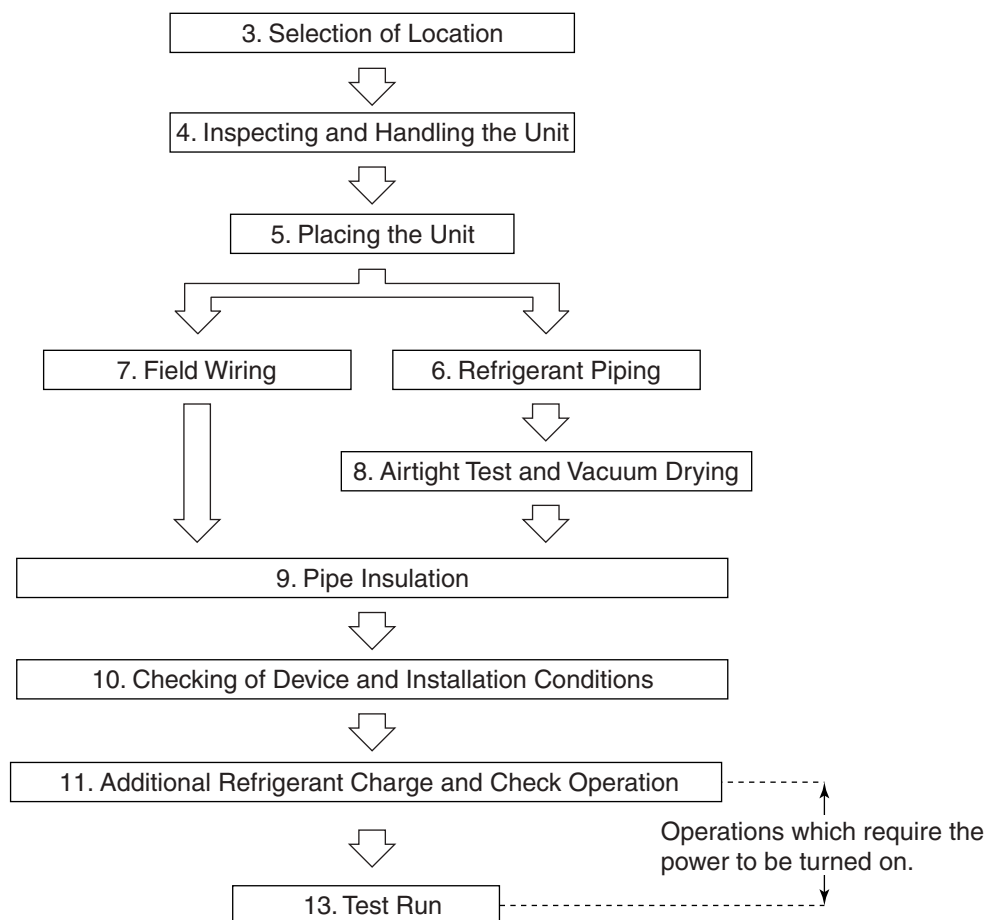 3. Selection of Location
4. Inspecting and Handling the Unit
5. Placing the Unit
7. Field Wiring
6. Refrigerant Piping
8. Airtight Test and Vacuum Drying
9. Pipe Insulation
10. Checking of Device and Installation Conditions
11. Additional Refrigerant Charge and Check Operation
Operations which require the
power to be turned on.
13. Test Run